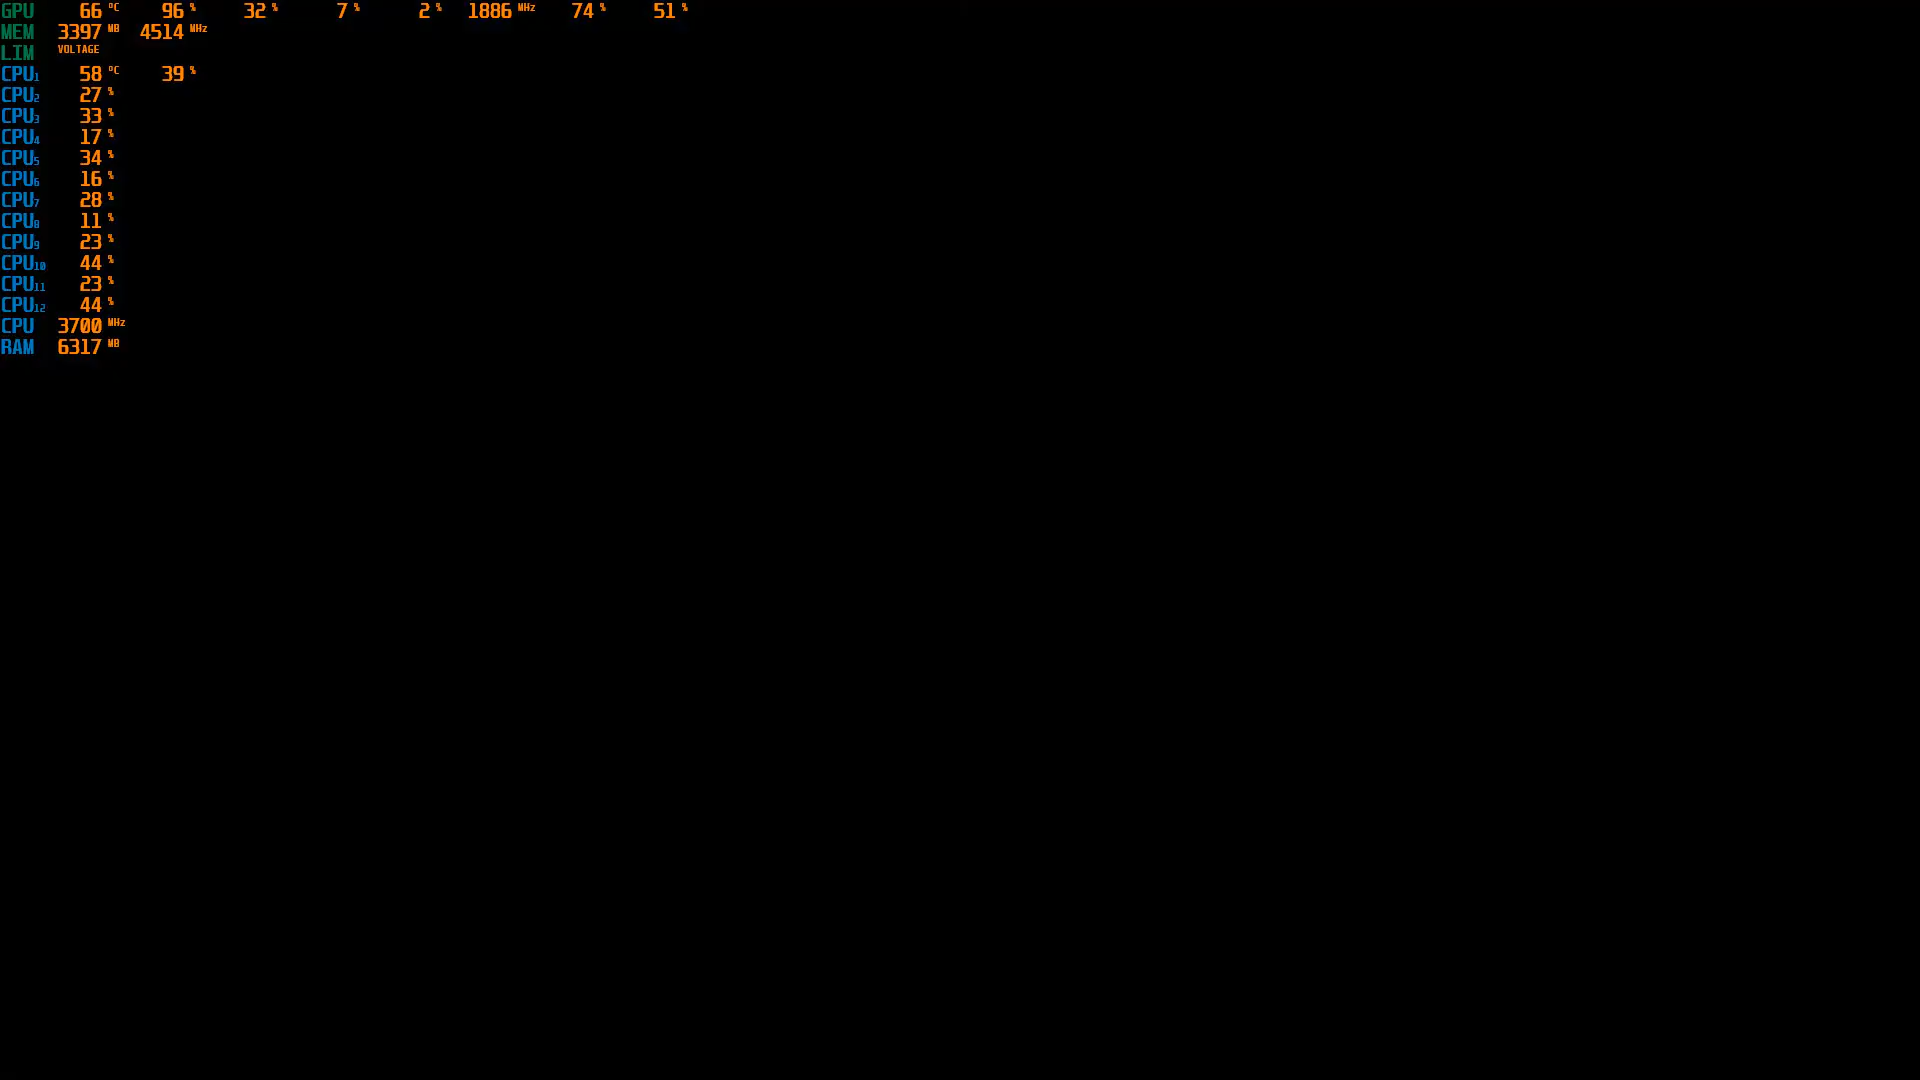 GPU 66 °C 96 % 32 % 7 % 2 % 1886 MHz 74 % 51 %
MEM 3397 MB 4514 MHz
LIM VOLTAGE
CPU1 58 °C 39 %
CPU2 27 %
CPU3 33 %
CPU4 17 %
CPU5 34 %
CPU6 16 %
CPU7 28 %
CPU8 11 %
CPU9 23 %
CPU10 44 %
CPU11 23 %
CPU12 44 %
CPU 3700 MHz
RAM 6317 MB